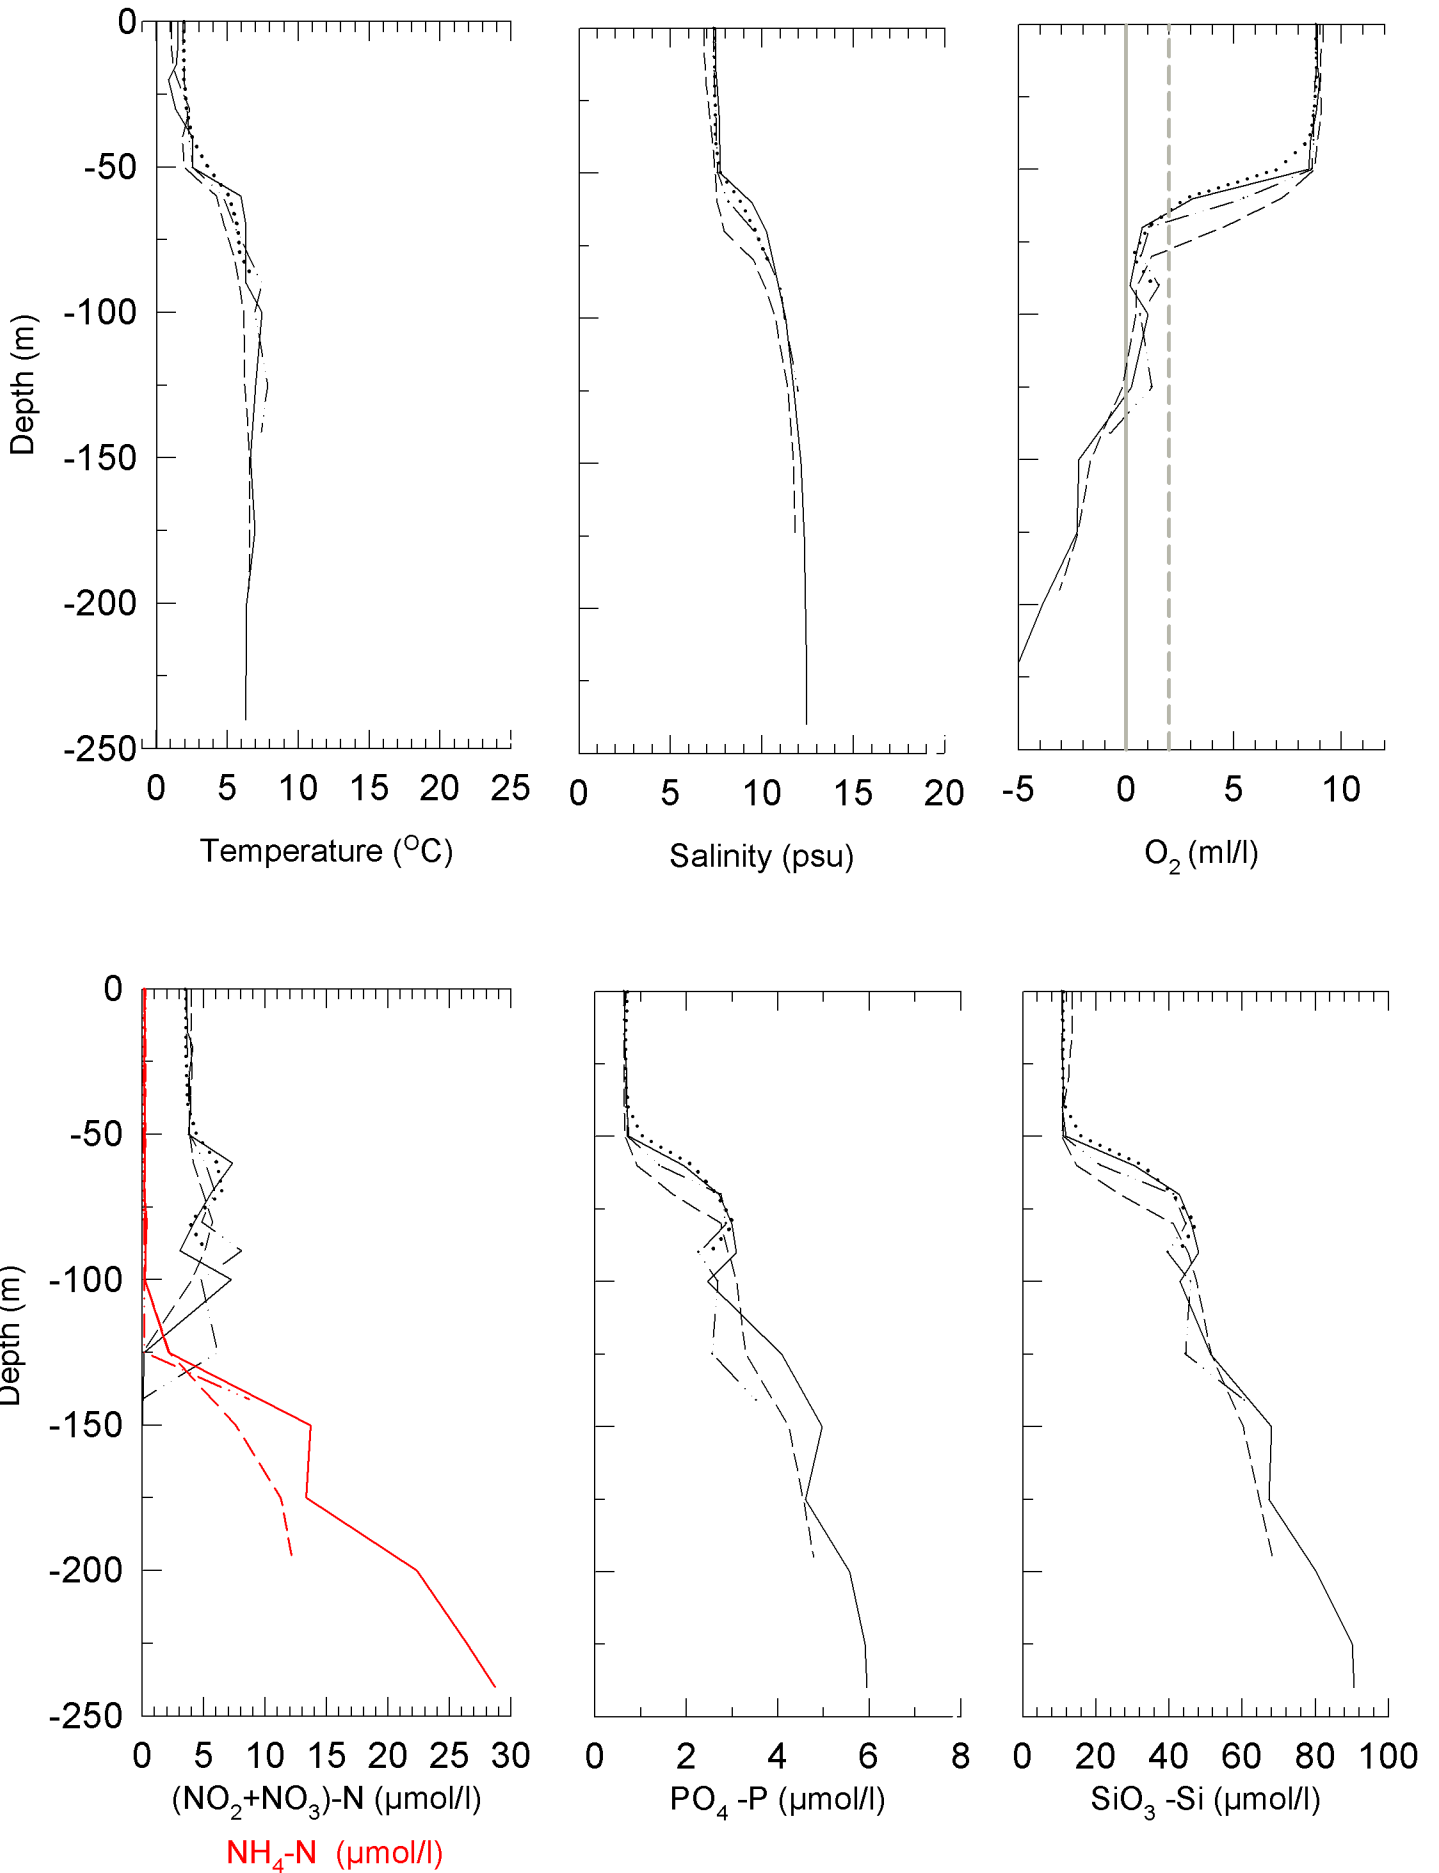 0
-50
-100
-150
-200
-250
Depth (m)
0 5 10 15 20 25
Temperature (°C)
0 5 10 15 20
Salinity (psu)
-5 0 5 10
O2 (ml/l)
0
-50
-100
-150
-200
-250
Depth (m)
0 5 10 15 20 25 30
(NO2+NO3)-N (µmol/l)
NH4-N (µmol/l)
0 2 4 6 8
PO4 -P (µmol/l)
0 20 40 60 80 100
SiO3 -Si (µmol/l)